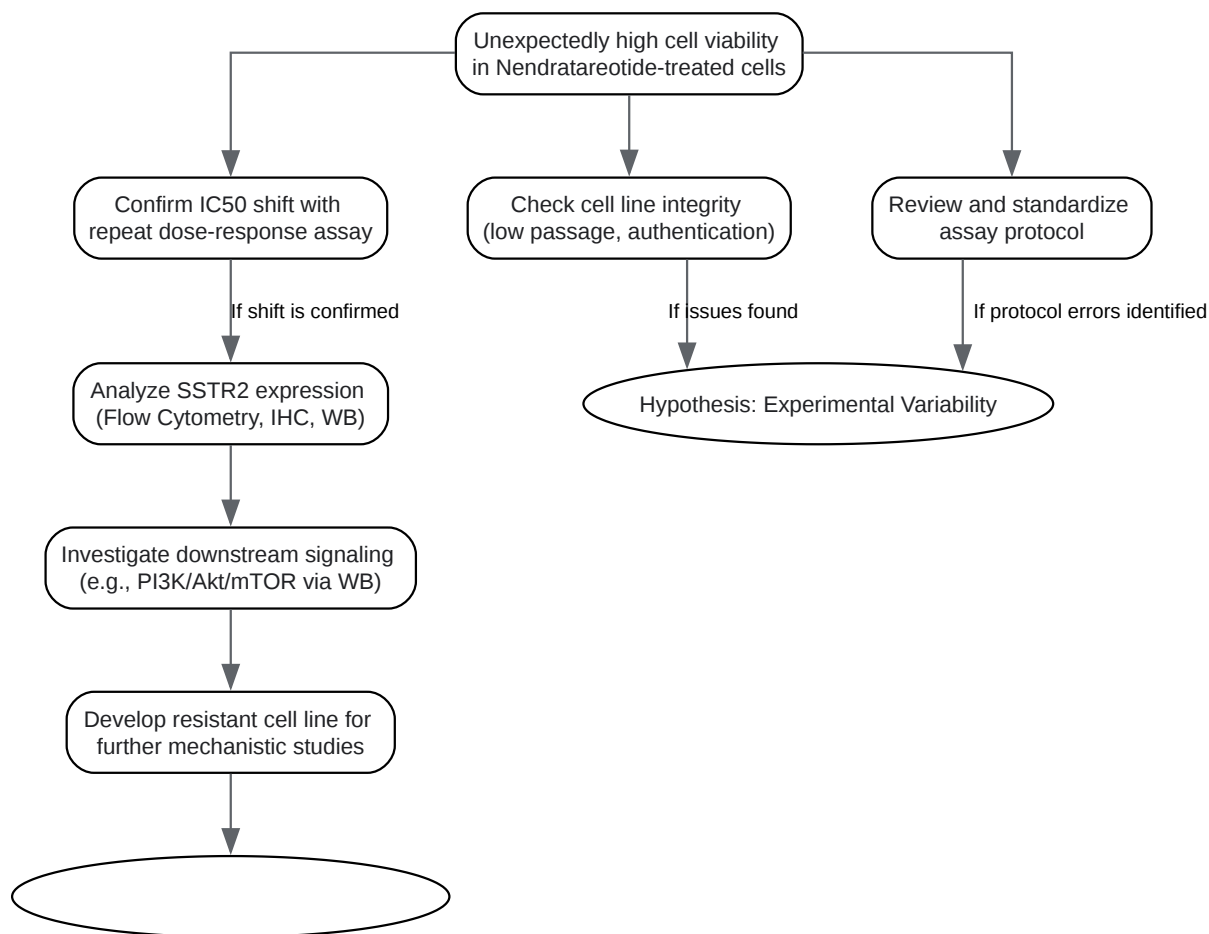 Unexpectedly high cell viability
in Nendratareotide-treated cells
Confirm IC50 shift with
repeat dose-response assay
Check cell line integrity
(low passage, authentication)
Review and standardize
assay protocol
If shift is confirmed
If issues found
If protocol errors identified
Analyze SSTR2 expression
(Flow Cytometry, IHC, WB)
Hypothesis: Experimental Variability
Investigate downstream signaling
(e.g., PI3K/Akt/mTOR via WB)
Develop resistant cell line for
further mechanistic studies